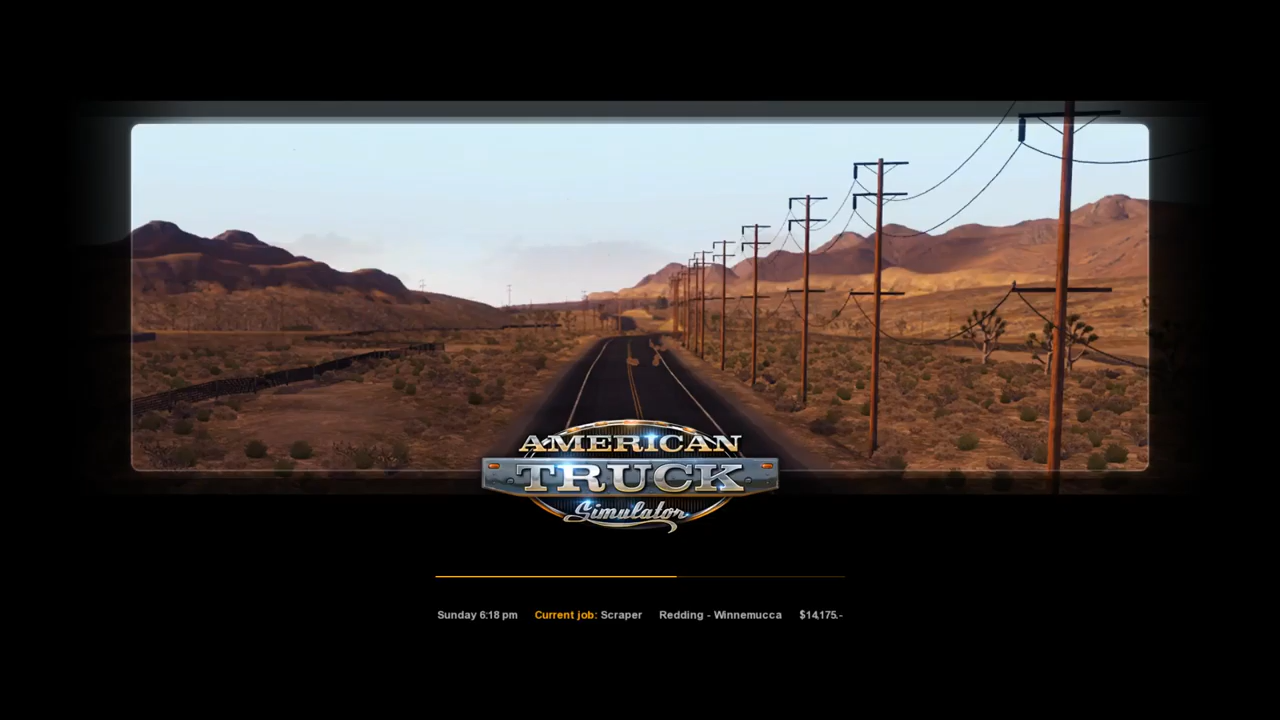 AMERICAN
TRUCK
Simulator
Sunday 6:18 pm Current job: Scraper Redding - Winnemucca $14,175.-